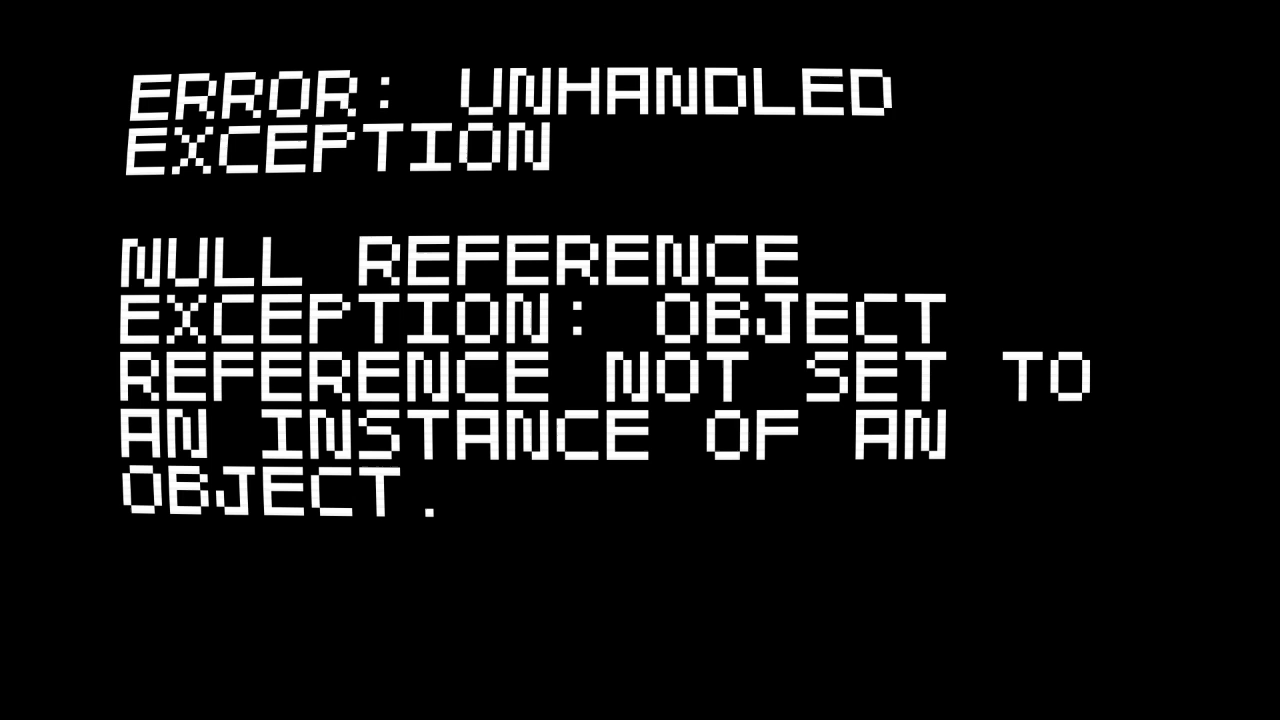 ERROR: UNHANDLED
EXCEPTION
NULL REFERENCE
EXCEPTION: OBJECT
REFERENCE NOT SET TO
AN INSTANCE OF AN
OBJECT.